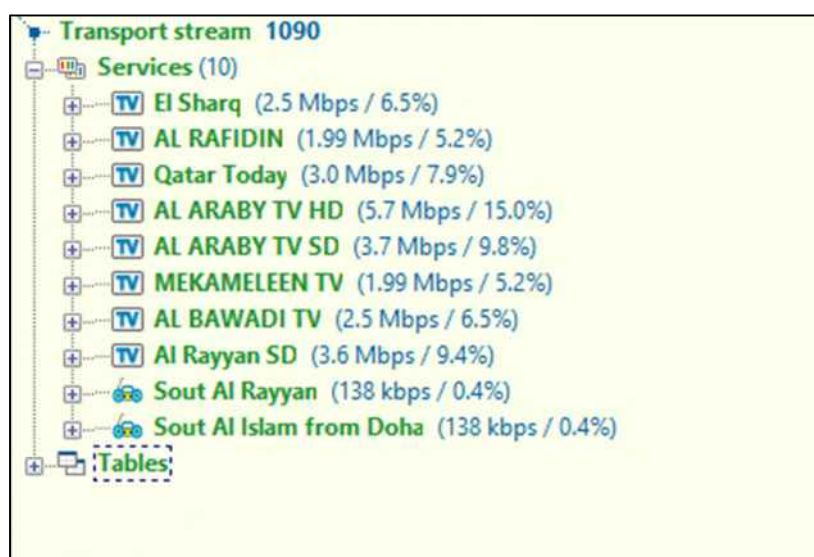 Transport stream 1090
Services (10)
TV El Sharq (2.5 Mbps / 6.5%)
TV AL RAFIDIN (1.99 Mbps / 5.2%)
TV Qatar Today (3.0 Mbps / 7.9%)
TV AL ARABY TV HD (5.7 Mbps / 15.0%)
TV AL ARABY TV SD (3.7 Mbps / 9.8%)
TV MEKAMELEEN TV (1.99 Mbps / 5.2%)
TV AL BAWADI TV (2.5 Mbps / 6.5%)
TV Al Rayyan SD (3.6 Mbps / 9.4%)
Sout Al Rayyan (138 kbps / 0.4%)
Sout Al Islam from Doha (138 kbps / 0.4%)
Tables